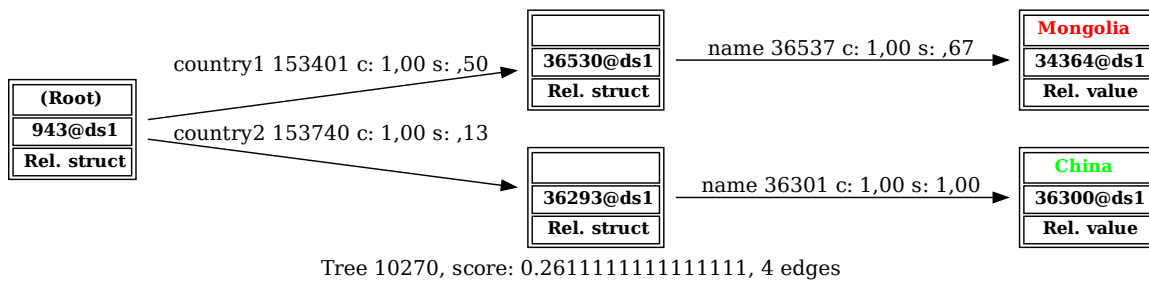 (Root)
943@ds1
Rel. struct
country1 153401 c: 1,00 s: ,50
country2 153740 c: 1,00 s: ,13
36530@ds1
Rel. struct
name 36537 c: 1,00 s: ,67
Mongolia
34364@ds1
Rel. value
36293@ds1
Rel. struct
name 36301 c: 1,00 s: 1,00
China
36300@ds1
Rel. value
Tree 10270, score: 0.2611111111111111, 4 edges